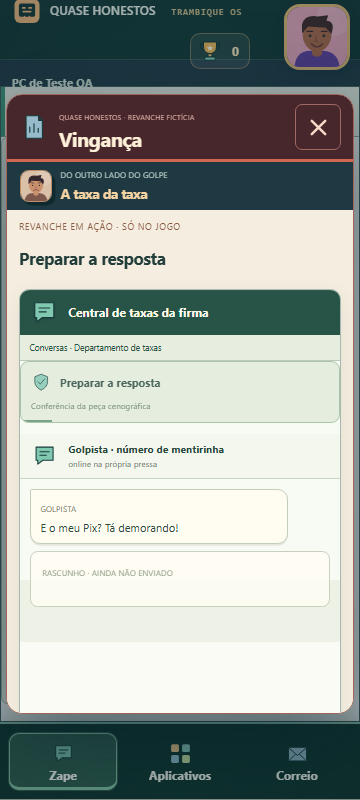 QUASE HONESTOS TRAMBIQUE OS
0
PC de Teste QA
QUASE HONESTOS · REVANCHE FICTÍCIA
Vingança
DO OUTRO LADO DO GOLPE
A taxa da taxa
REVANCHE EM AÇÃO · SÓ NO JOGO
Preparar a resposta
Central de taxas da firma
Conversas · Departamento de taxas
Preparar a resposta
Conferência da peça cenográfica
Golpista · número de mentirinha
online na própria pressa
GOLPISTA
E o meu Pix? Tá demorando!
RASCUNHO · AINDA NÃO ENVIADO
Zape
Aplicativos
Correio